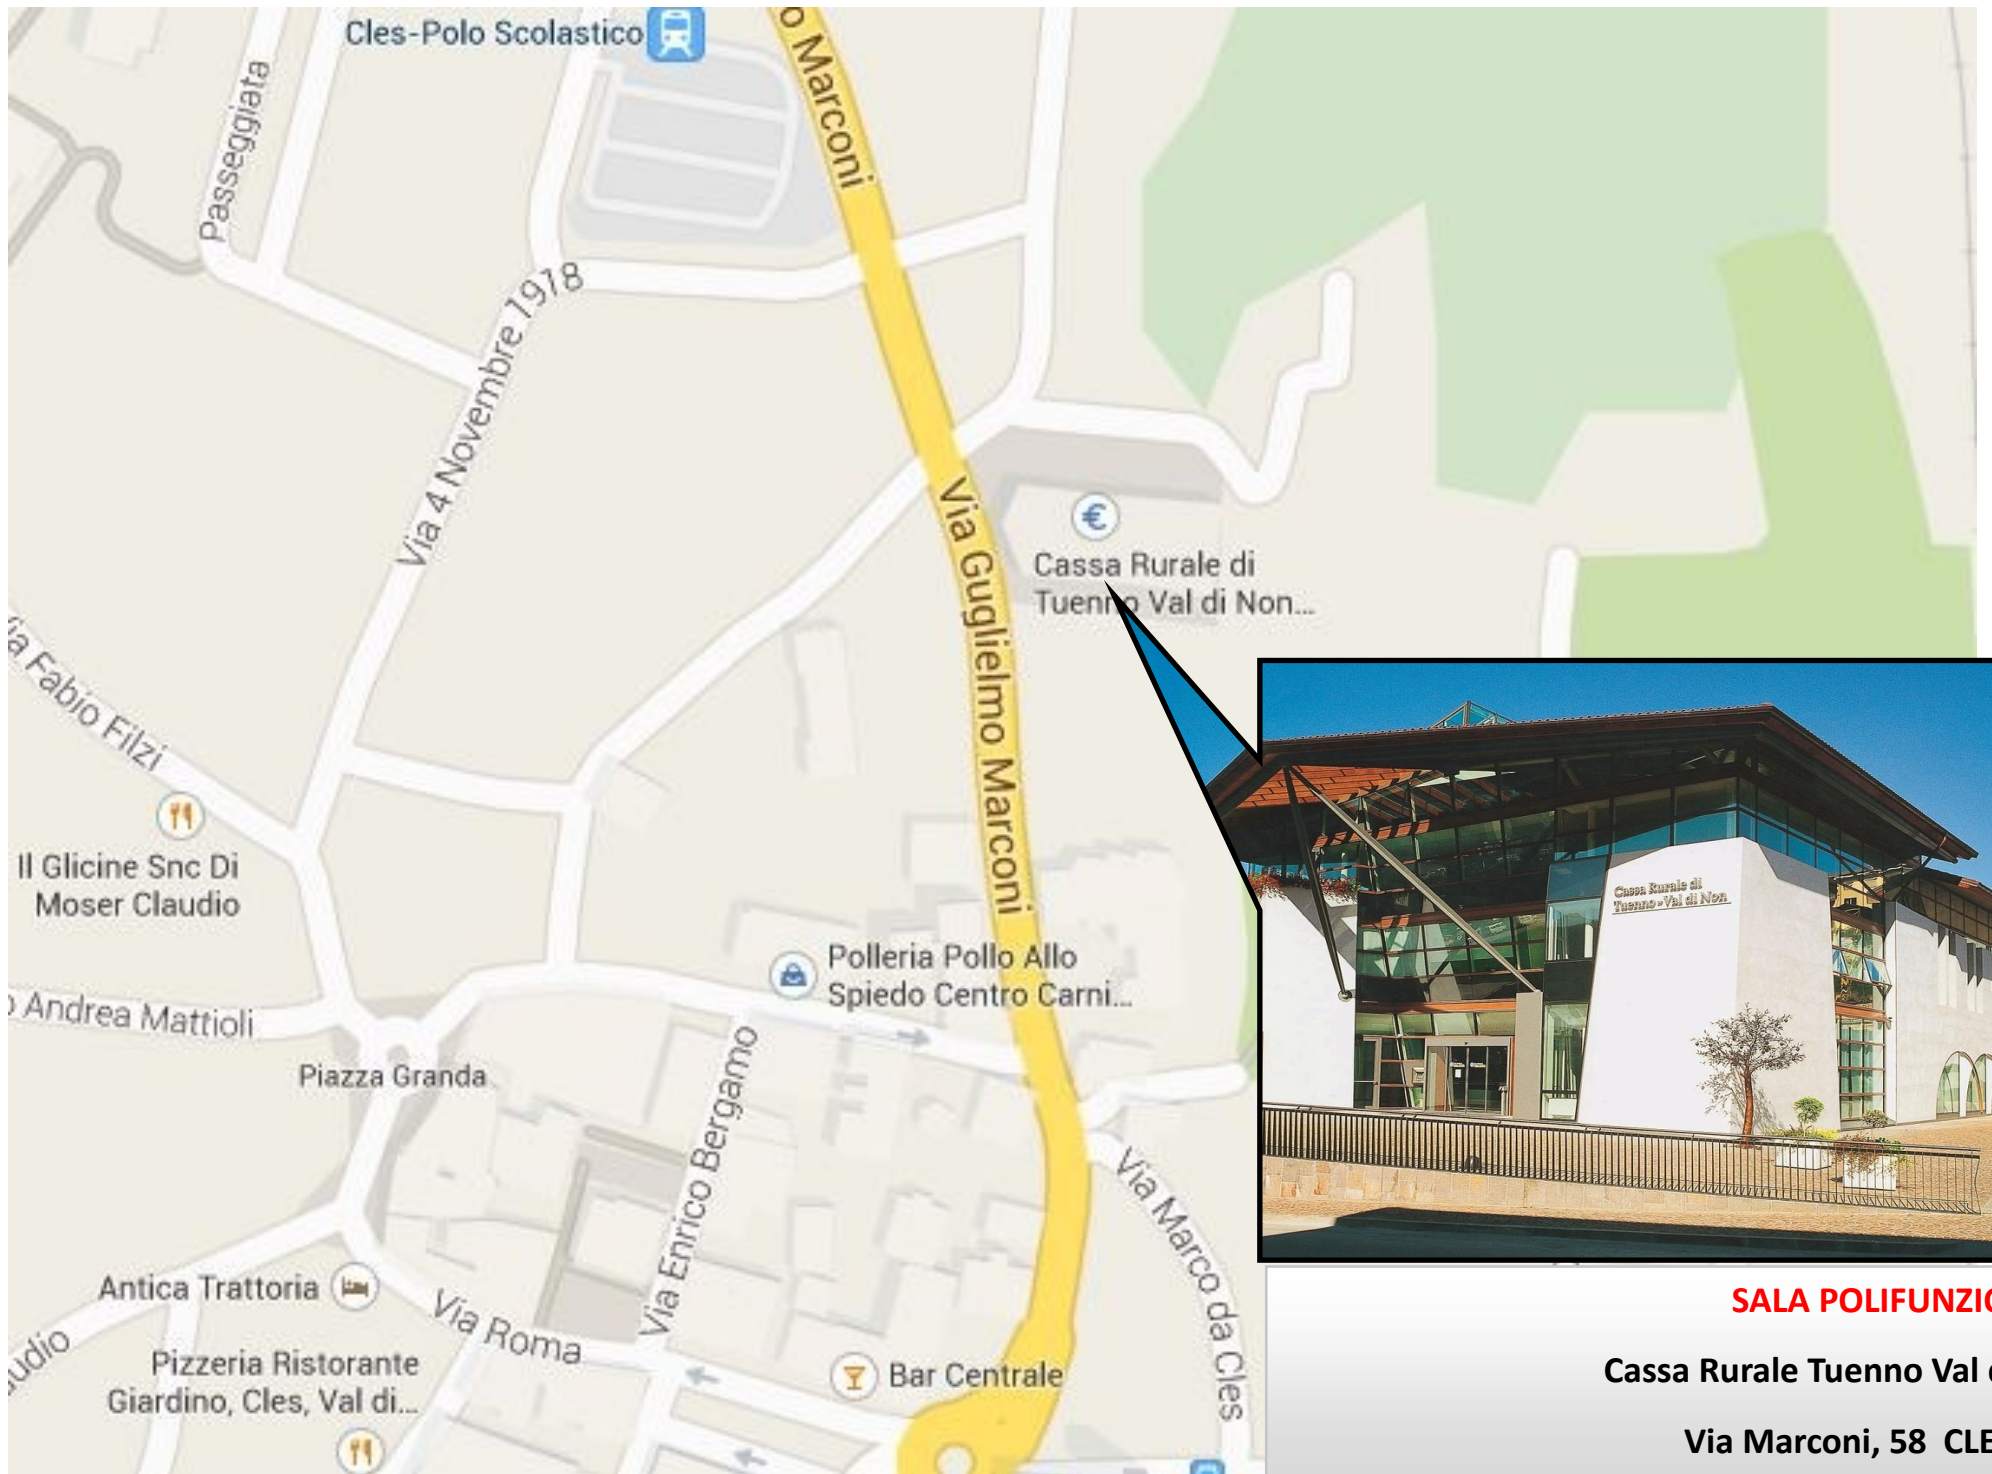 Cles-Polo Scolastico
o Marconi
Passeggiata
Via 4 Novembre 1918
Via Guglielmo Marconi
€
Cassa Rurale di
Tuenno Val di Non...
ia Fabio Filzi
Il Glicine Snc Di
Moser Claudio
Cassa Rurale di
Tuenno - Val di Non
Polleria Pollo Allo
Spiedo Centro Carni...
o Andrea Mattioli
Piazza Granda
Via Enrico Bergamo
Via Marco da Cles
Antica Trattoria
Via Roma
udio
Pizzeria Ristorante
Giardino, Cles, Val di...
Bar Centrale
SALA POLIFUNZIO
Cassa Rurale Tuenno Val d
Via Marconi, 58 CLE